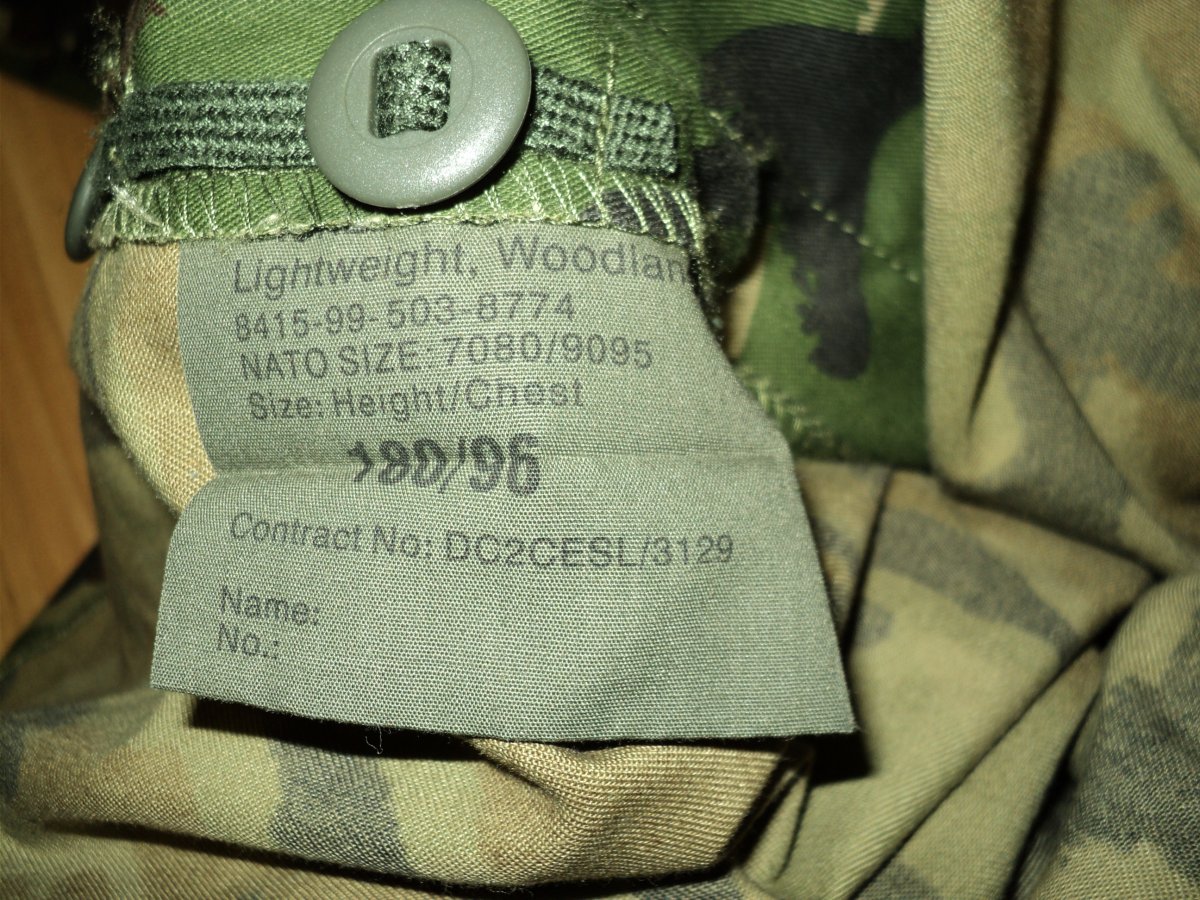 Lightweight, Woodlan
8415-99-503-8774
NATO SIZE: 7080/9095
Size: Height/Chest
190/96
Contract No: DC2CESL/3129
Name:
No.: